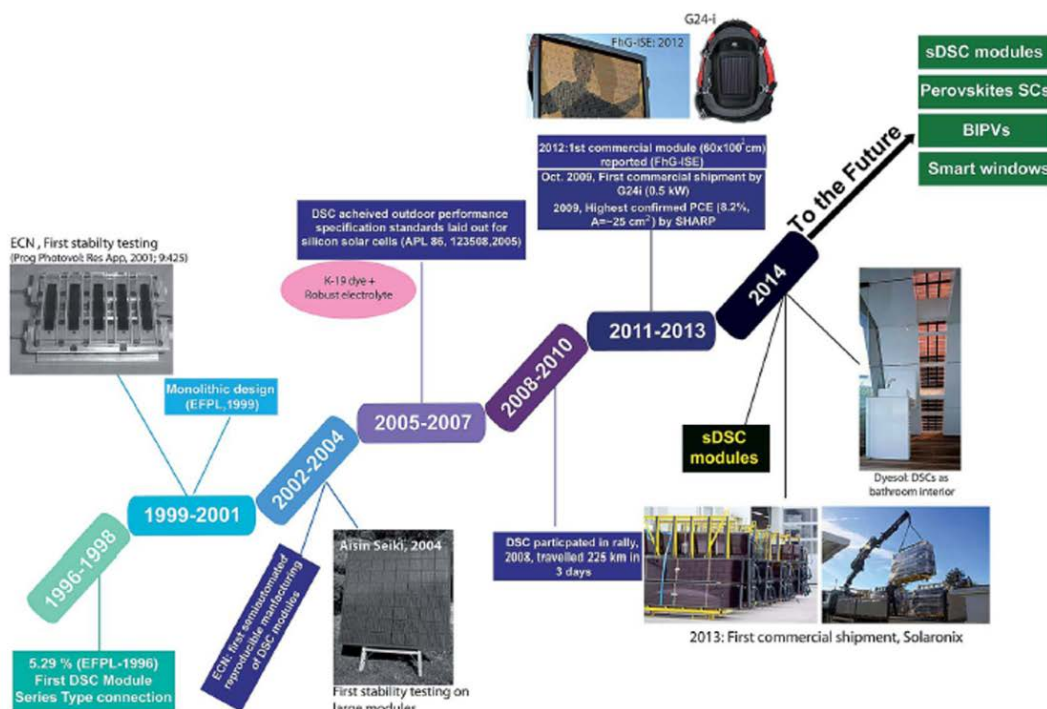 G24-i
FhG-ISE: 2012
sDSC modules
Perovskites SCs
BIPVs
Smart windows
To the Future
2012:1st commercial module (60x100 cm)
reported (FhG-ISE)
Oct. 2009, First commercial shipment by
G24i (0.5 kW)
2009, Highest confirmed PCE (8.2%,
A=~25 cm²) by SHARP
DSC acheived outdoor performance
specification standards laid out for
silicon solar cells (APL 86, 123508,2005)
K-19 dye +
Robust electrolyte
ECN , First stabilty testing
(Prog Photovol: Res App, 2001; 9:425)
Monolithic design
(EFPL,1999)
1996-1998
1999-2001
2002-2004
2005-2007
2008-2010
2011-2013
2014
5.29 % (EFPL-1996)
First DSC Module
Series Type connection
ECN: first semiautomated
reproducible manfacturing
of DSC modules
Aisin Seiki, 2004
First stability testing on
large modules
DSC particpated in rally,
2008, travelled 225 km in
3 days
sDSC
modules
Dyesol: DSCs as
bathroom interior
2013: First commercial shipment, Solaronix